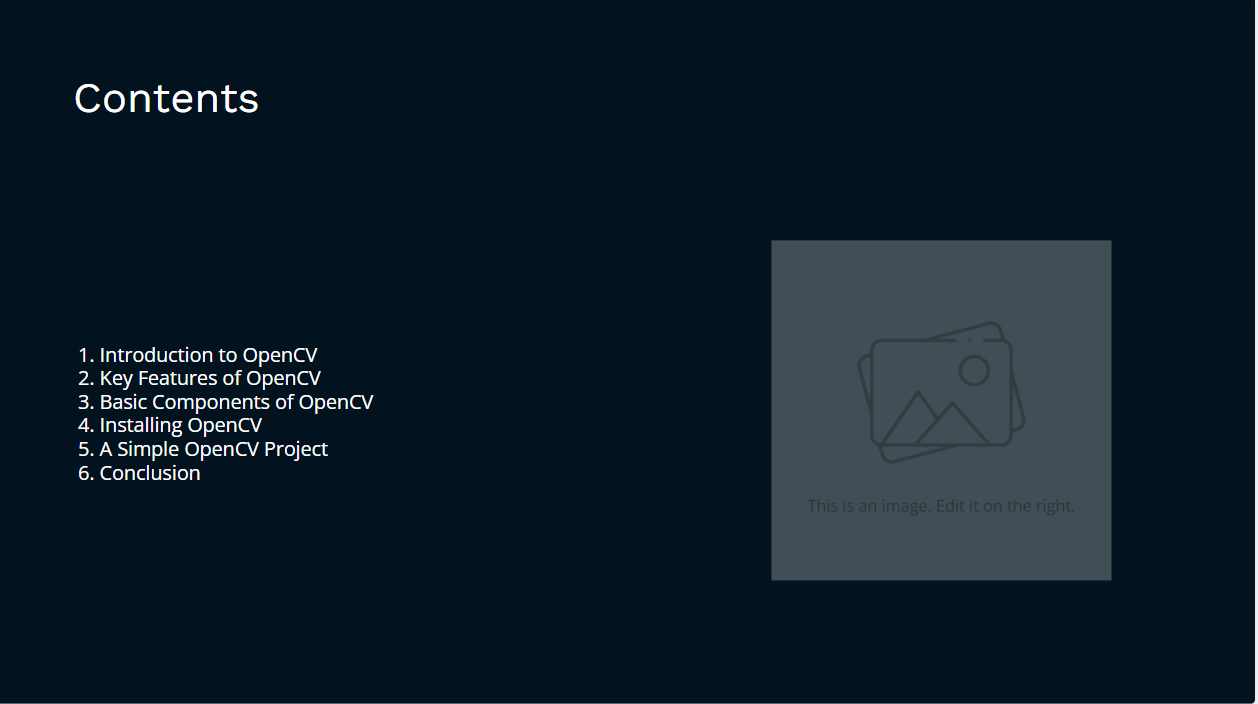 Contents
1. Introduction to OpenCV
2. Key Features of OpenCV
3. Basic Components of OpenCV
4. Installing OpenCV
5. A Simple OpenCV Project
6. Conclusion
This is an image. Edit it on the right.